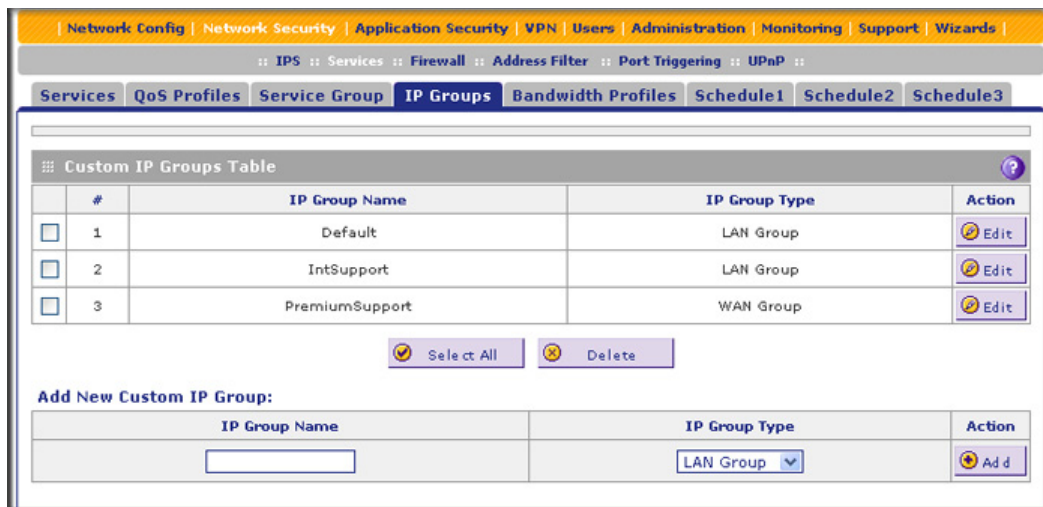 | Network Config | Network Security | Application Security | VPN | Users | Administration | Monitoring | Support | Wizards |
:: IPS :: Services :: Firewall :: Address Filter :: Port Triggering :: UPnP ::
Services QoS Profiles Service Group IP Groups Bandwidth Profiles Schedule1 Schedule2 Schedule3
Custom IP Groups Table ?
# IP Group Name IP Group Type Action
1 Default LAN Group Edit
2 IntSupport LAN Group Edit
3 PremiumSupport WAN Group Edit
Select All Delete
Add New Custom IP Group:
IP Group Name IP Group Type Action
LAN Group Add